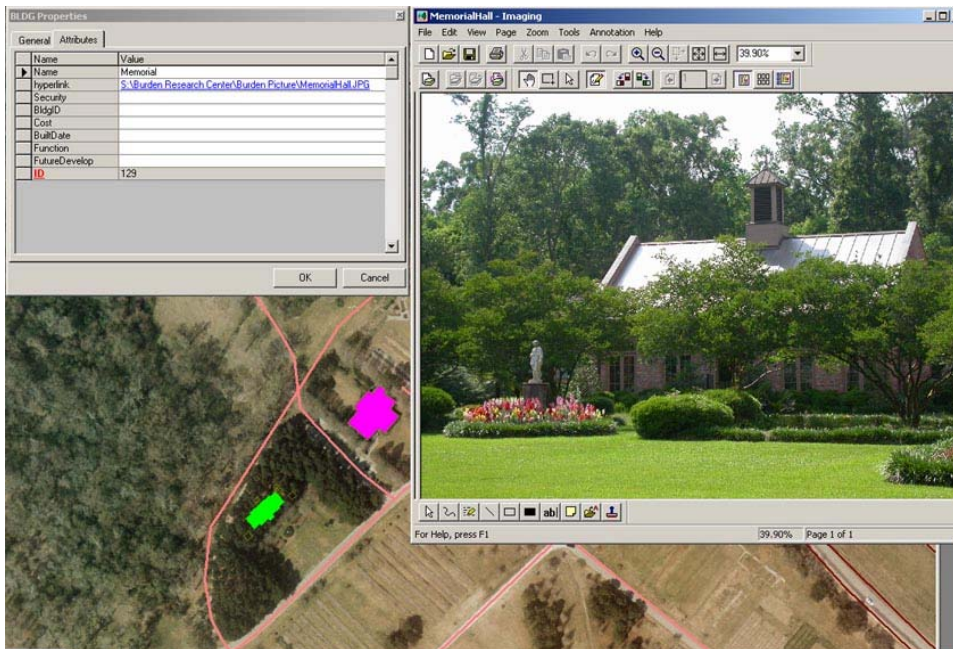 BLDG Properties
General Attributes
Name Value
Name Memorial
hyperlink S:\Burden Research Center\Burden Picture\MemorialHall.JPG
Security
BldgID
Cost
BuiltDate
Function
FutureDevelop
ID 129
OK Cancel
MemorialHall - Imaging
File Edit View Page Zoom Tools Annotation Help
39.90%
1
ab
For Help, press F1 39.90% Page 1 of 1